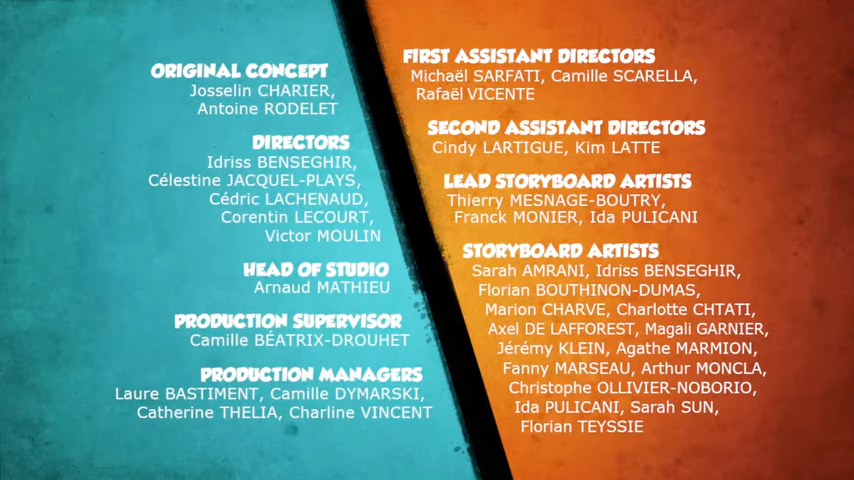 ORIGINAL CONCEPT
Josselin CHARIER,
Antoine RODELET
DIRECTORS
Idriss BENSEGHIR,
Célestine JACQUEL-PLAYS,
Cédric LACHENAUD,
Corentin LECOURT,
Victor MOULIN
HEAD OF STUDIO
Arnaud MATHIEU
PRODUCTION SUPERVISOR
Camille BÉATRIX-DROUHET
PRODUCTION MANAGERS
Laure BASTIMENT, Camille DYMARSKI,
Catherine THELIA, Charline VINCENT
FIRST ASSISTANT DIRECTORS
Michaël SARFATI, Camille SCARELLA,
Rafaël VICENTE
SECOND ASSISTANT DIRECTORS
Cindy LARTIGUE, Kim LATTE
LEAD STORYBOARD ARTISTS
Thierry MESNAGE-BOUTRY,
Franck MONIER, Ida PULICANI
STORYBOARD ARTISTS
Sarah AMRANI, Idriss BENSEGHIR,
Florian BOUTHINON-DUMAS,
Marion CHARVE, Charlotte CHTATI,
Axel DE LAFFOREST, Magali GARNIER,
Jérémy KLEIN, Agathe MARMION,
Fanny MARSEAU, Arthur MONCLA,
Christophe OLLIVIER-NOBORIO,
Ida PULICANI, Sarah SUN,
Florian TEYSSIE